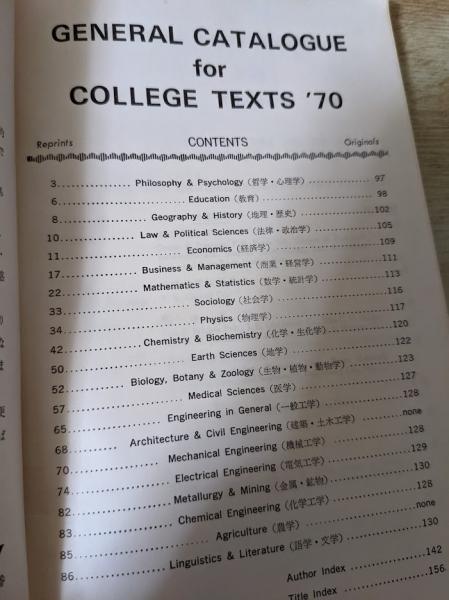 GENERAL CATALOGUE
for
COLLEGE TEXTS '70
Reprints CONTENTS Originals
3 ................ Philosophy & Psychology (哲学・心理学) ................ 97
6 ................ Education (教育) ................ 98
8 ................ Geography & History (地理・歴史) ................ 102
10 ................ Law & Political Sciences (法律・政治学) ................ 105
11 ................ Economics (経済学) ................ 109
17 ................ Business & Management (商業・経営学) ................ 111
22 ................ Mathematics & Statistics (数学・統計学) ................ 113
33 ................ Sociology (社会学) ................ 116
34 ................ Physics (物理学) ................ 117
42 ................ Chemistry & Biochemistry (化学・生化学) ................ 120
50 ................ Earth Sciences (地学) ................ 122
52 ................ Biology, Botany & Zoology (生物・植物・動物学) ................ 123
57 ................ Medical Sciences (医学) ................ 127
65 ................ Engineering in General (一般工学) ................ 128
68 ................ Architecture & Civil Engineering (建築・土木工学) ................ none
70 ................ Mechanical Engineering (機械工学) ................ 128
74 ................ Electrical Engineering (電気工学) ................ 129
82 ................ Metallurgy & Mining (金属・鉱物) ................ 130
83 ................ Chemical Engineering (化学工学) ................ 128
85 ................ Agriculture (農学) ................ none
86 ................ Linguistics & Literature (語学・文学) ................ 130
Author Index ................ 142
Title Index ................ 156